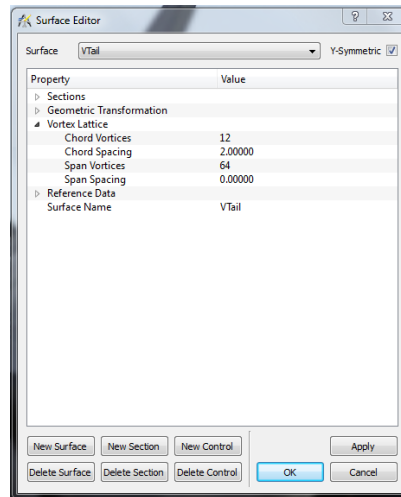 Surface Editor
Surface VTail Y-Symmetric
Property Value
Sections
Geometric Transformation
Vortex Lattice
Chord Vortices 12
Chord Spacing 2.00000
Span Vortices 64
Span Spacing 0.00000
Reference Data
Surface Name VTail
New Surface New Section New Control Apply
Delete Surface Delete Section Delete Control OK Cancel